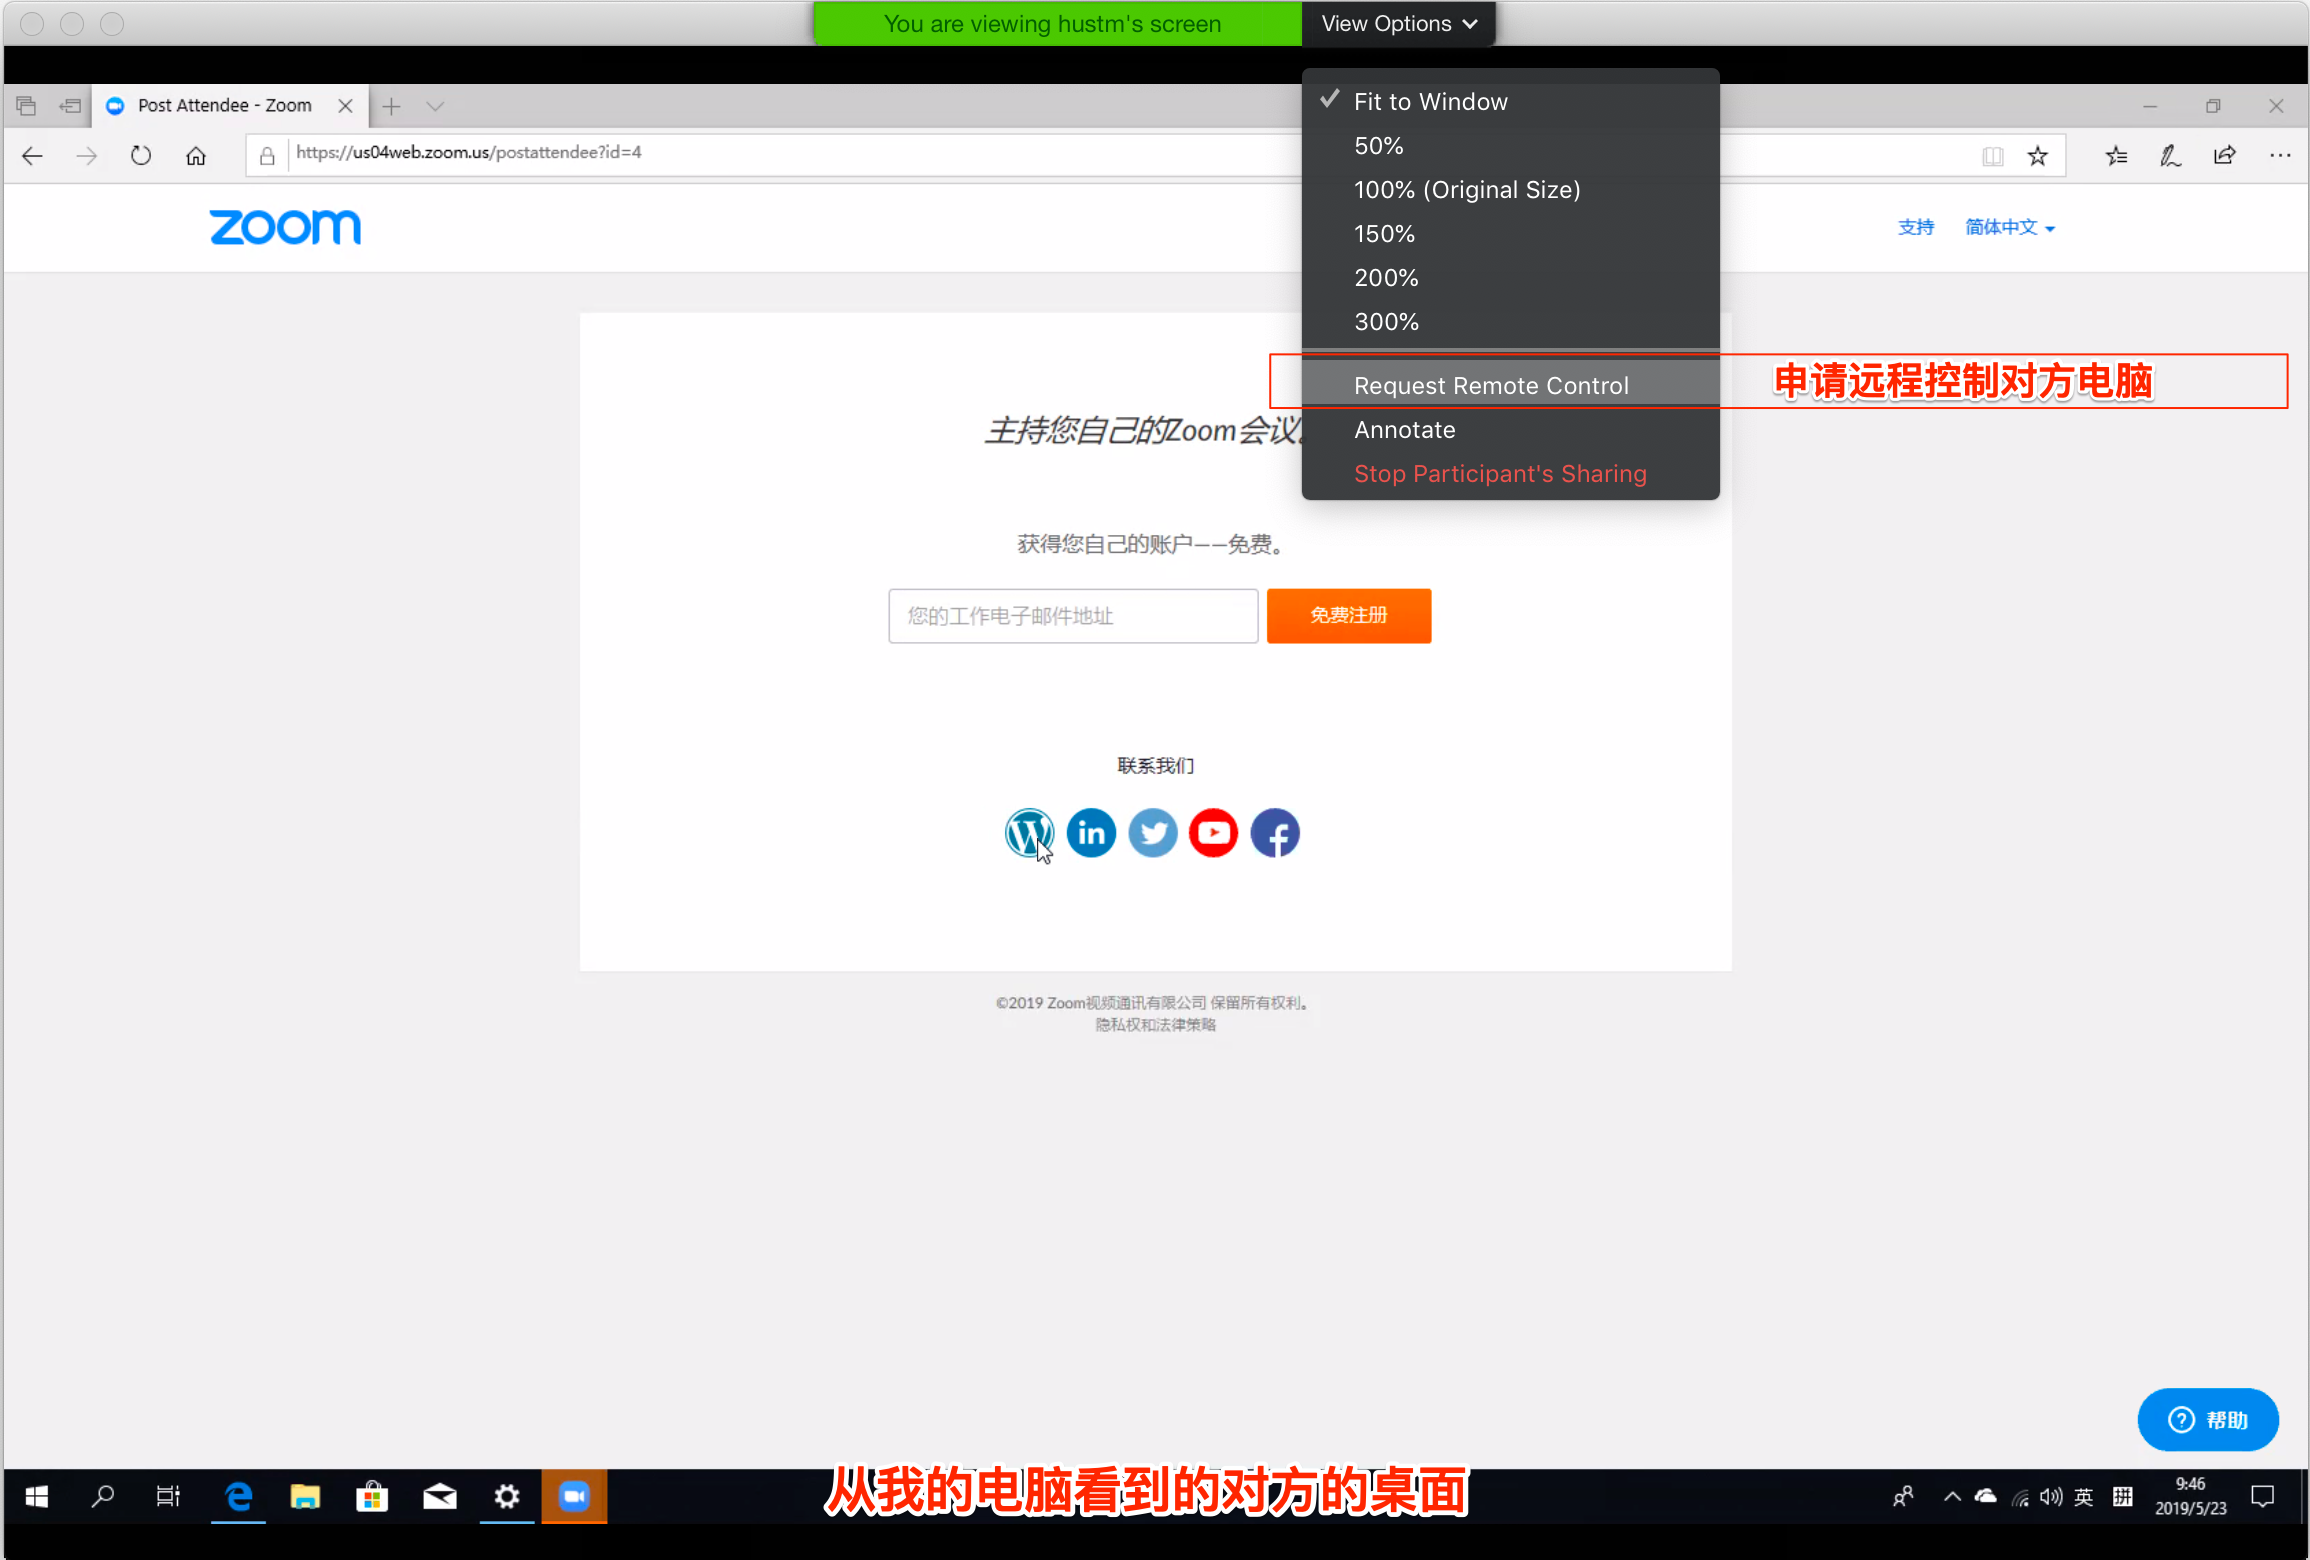 You are viewing hustm's screen
View Options
Post Attendee - Zoom
https://us04web.zoom.us/postattendee?id=4
zoom
支持
简体中文
Fit to Window
50%
100% (Original Size)
150%
200%
300%
Request Remote Control
申请远程控制对方电脑
Annotate
Stop Participant's Sharing
主持您自己的Zoom会议。
获得您自己的账户——免费。
您的工作电子邮件地址
免费注册
联系我们
©2019 Zoom视频通讯有限公司 保留所有权利。
隐私权和法律策略
帮助
从我的电脑看到的对方的桌面
英
拼
9:46
2019/5/23